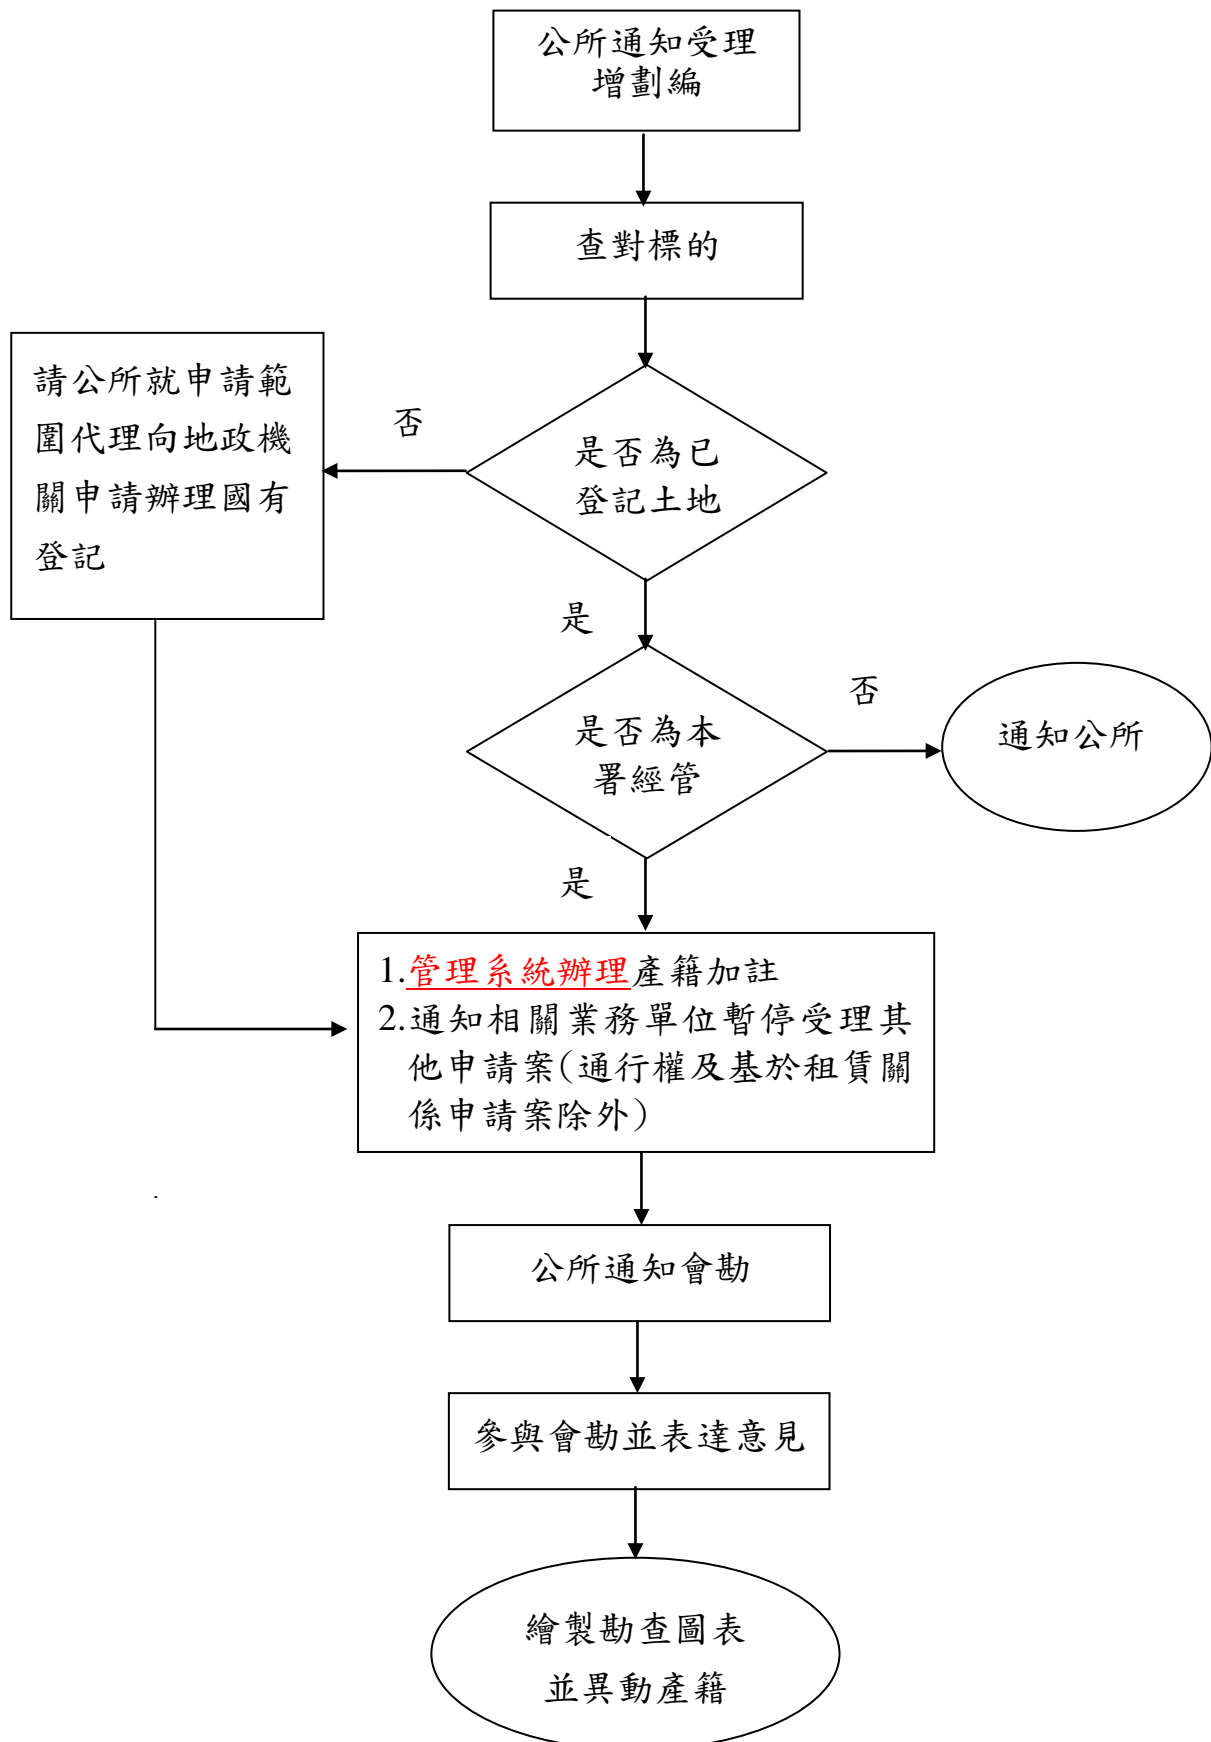 公所通知受理
增劃編
查對標的
請公所就申請範
圍代理向地政機
關申請辦理國有
登記
否
是否為已
登記土地
是
是否為本
署經管
否
通知公所
是
1.管理系統辦理產籍加註
2.通知相關業務單位暫停受理其
他申請案(通行權及基於租賃關
係申請案除外)
公所通知會勘
參與會勘並表達意見
繪製勘查圖表
並異動產籍